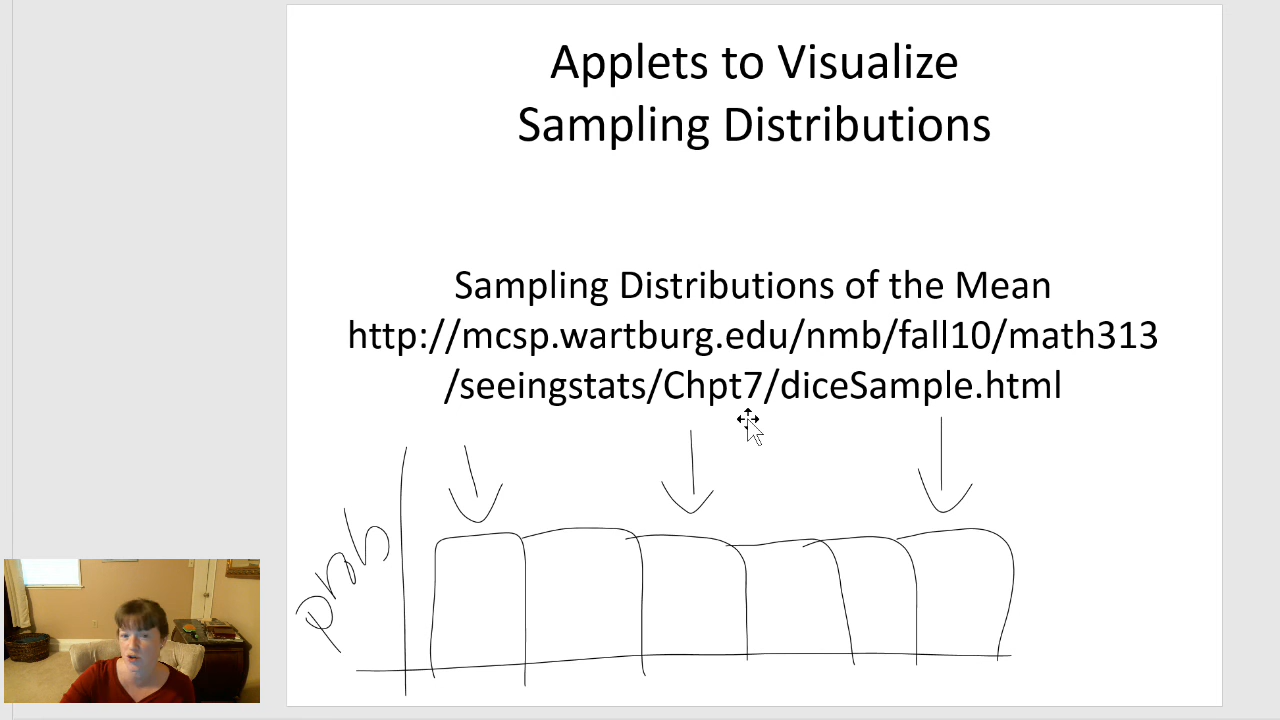 Applets to Visualize
Sampling Distributions
Sampling Distributions of the Mean
http://mcsp.wartburg.edu/nmb/fall10/math313
/seeingstats/Chpt7/diceSample.html
prob